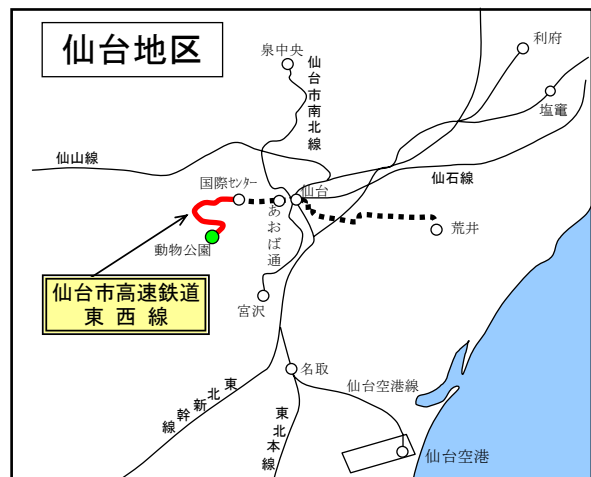 仙台地区
利府
泉中央
仙台市南北線
塩竈
仙山線
仙石線
国際センター
仙台
あおば通
荒井
動物公園
仙台市高速鉄道
東西線
宮沢
名取
仙台空港線
東北新幹線
東北本線
仙台空港